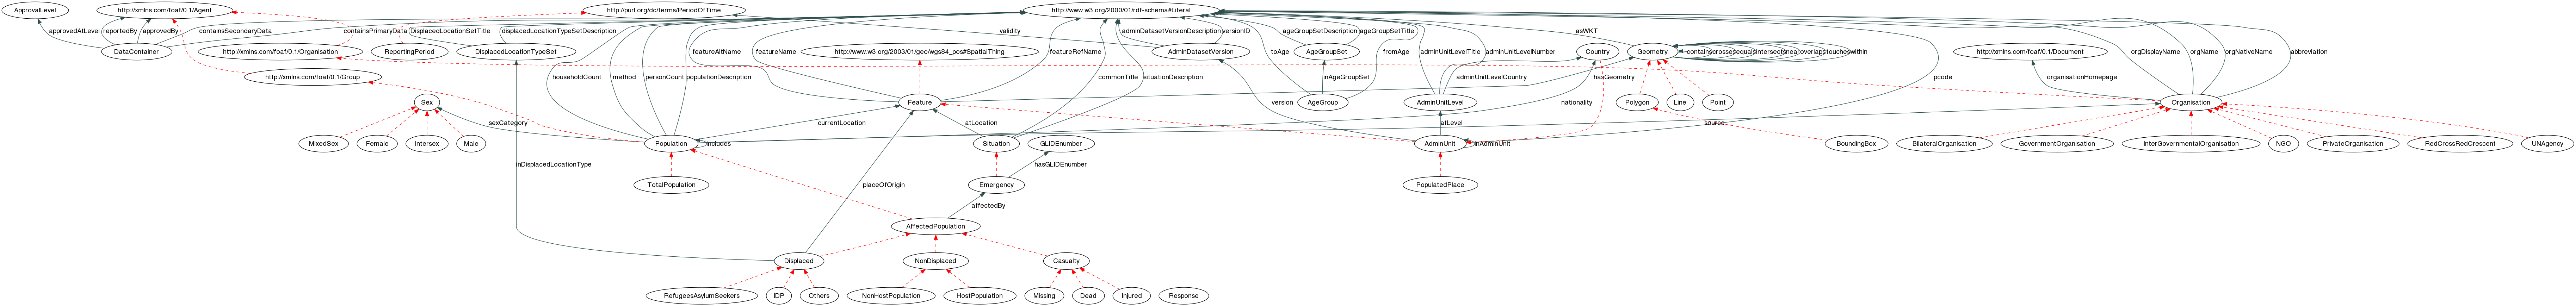 ApprovalLevel
http://xmlns.com/foaf/0.1/Agent
http://purl.org/dc/terms/PeriodOfTime
http://www.w3.org/2000/01/rdf-schema#Literal
approvedAtLevel
reportedBy
approvedBy
containsSecondaryData
containsPrimaryData
DisplacedLocationSetTitle
displacedLocationTypeSetDescription
validity
adminDatasetVersionDescription
versionID
ageGroupSetDescription
ageGroupSetTitle
asWKT
orgDisplayName
orgName
orgNativeName
abbreviation
DataContainer
http://xmlns.com/foaf/0.1/Organisation
ReportingPeriod
DisplacedLocationTypeSet
featureAltName
featureName
featureRefName
http://www.w3.org/2003/01/geo/wgs84_pos#SpatialThing
AdminDatasetVersion
toAge
AgeGroupSet
fromAge
adminUnitLevelTitle
adminUnitLevelNumber
Country
Geometry
contains
crosses
equals
intersects
near
overlaps
touches
within
http://xmlns.com/foaf/0.1/Document
http://xmlns.com/foaf/0.1/Group
householdCount
method
personCount
populationDescription
commonTitle
situationDescription
inAgeGroupSet
adminUnitLevelCountry
hasGeometry
pcode
organisationHomepage
Sex
Feature
AgeGroup
AdminUnitLevel
Polygon
Line
Point
Organisation
nationality
version
sexCategory
currentLocation
atLocation
atLevel
source
MixedSex
Female
Intersex
Male
Population
includes
Situation
GLIDEnumber
AdminUnit
inAdminUnit
BoundingBox
BilateralOrganisation
GovernmentOrganisation
InterGovernmentalOrganisation
NGO
PrivateOrganisation
RedCrossRedCrescent
UNAgency
inDisplacedLocationType
hasGLIDEnumber
TotalPopulation
placeOfOrigin
Emergency
PopulatedPlace
affectedBy
AffectedPopulation
Displaced
NonDisplaced
Casualty
RefugeesAsylumSeekers
IDP
Others
NonHostPopulation
HostPopulation
Missing
Dead
Injured
Response